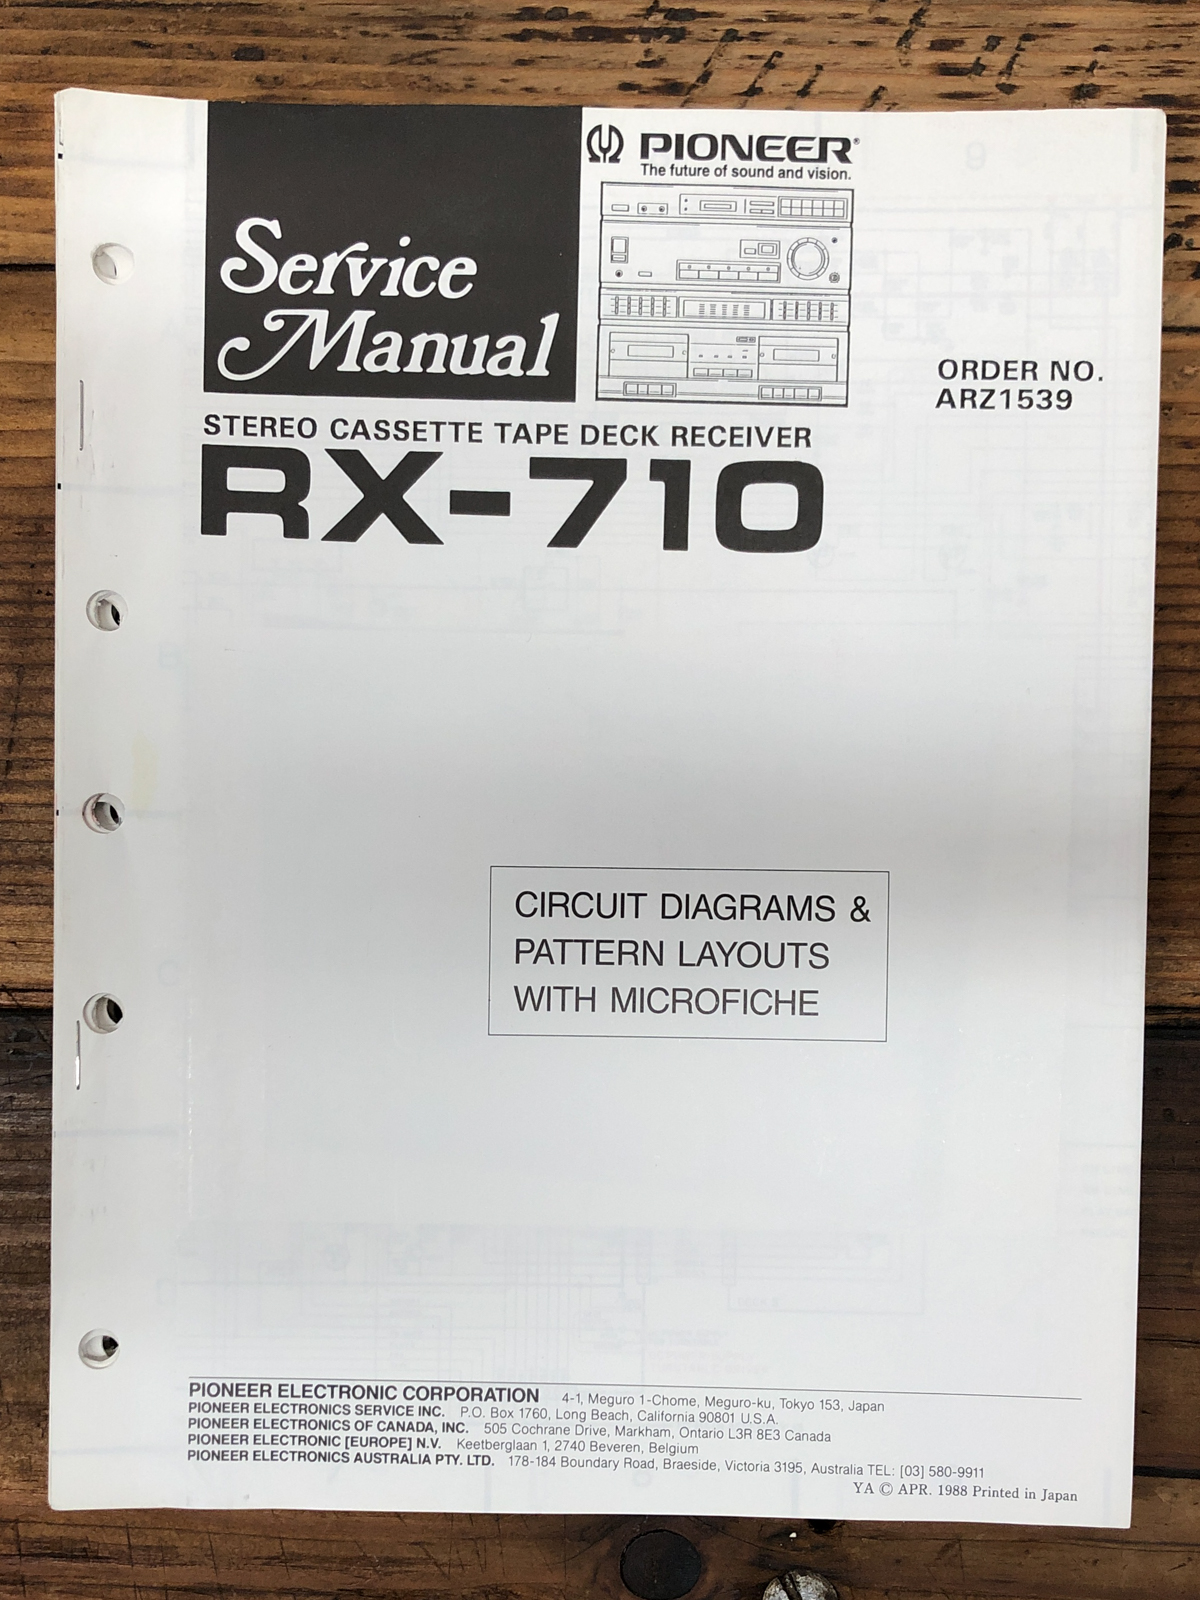 Service
Manual
PIONEER®
The future of sound and vision.
ORDER NO.
ARZ1539
STEREO CASSETTE TAPE DECK RECEIVER
RX-710
CIRCUIT DIAGRAMS &
PATTERN LAYOUTS
WITH MICROFICHE
PIONEER ELECTRONIC CORPORATION 4-1, Meguro 1-Chome, Meguro-ku, Tokyo 153, Japan
PIONEER ELECTRONICS SERVICE INC. P.O. Box 1760, Long Beach, California 90801 U.S.A.
PIONEER ELECTRONICS OF CANADA, INC. 505 Cochrane Drive, Markham, Ontario L3R 8E3 Canada
PIONEER ELECTRONIC [EUROPE] N.V. Keetberglaan 1, 2740 Beveren, Belgium
PIONEER ELECTRONICS AUSTRALIA PTY. LTD. 178-184 Boundary Road, Braeside, Victoria 3195, Australia TEL: [03] 580-9911
YA © APR. 1988 Printed in Japan